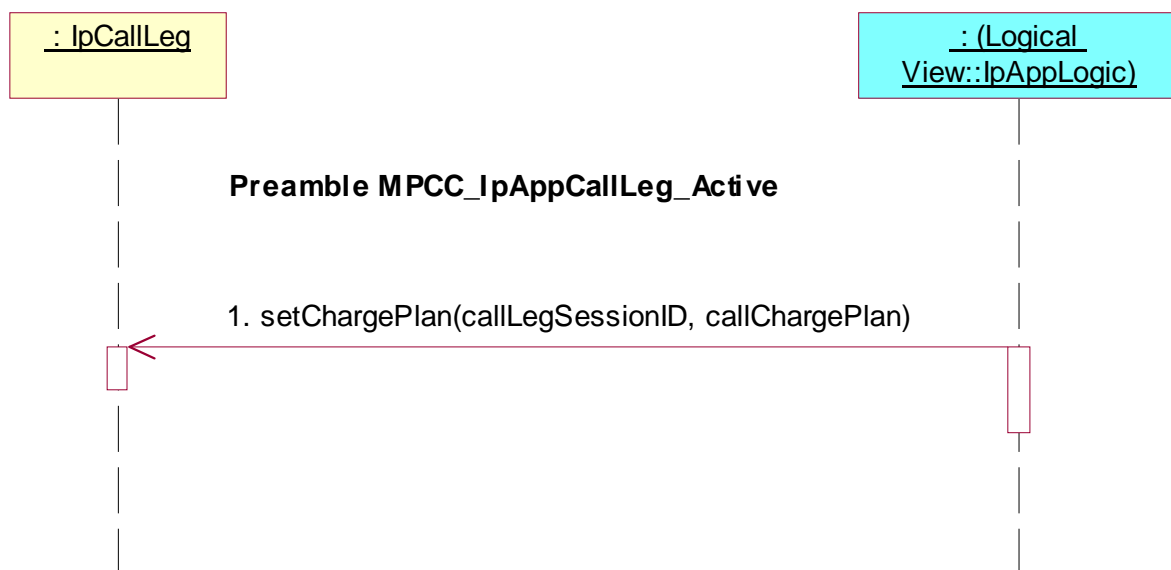 : IpCallLeg
: (Logical
View::IpAppLogic)
Preamble MPCC_IpAppCallLeg_Active
1. setChargePlan(callLegSessionID, callChargePlan)